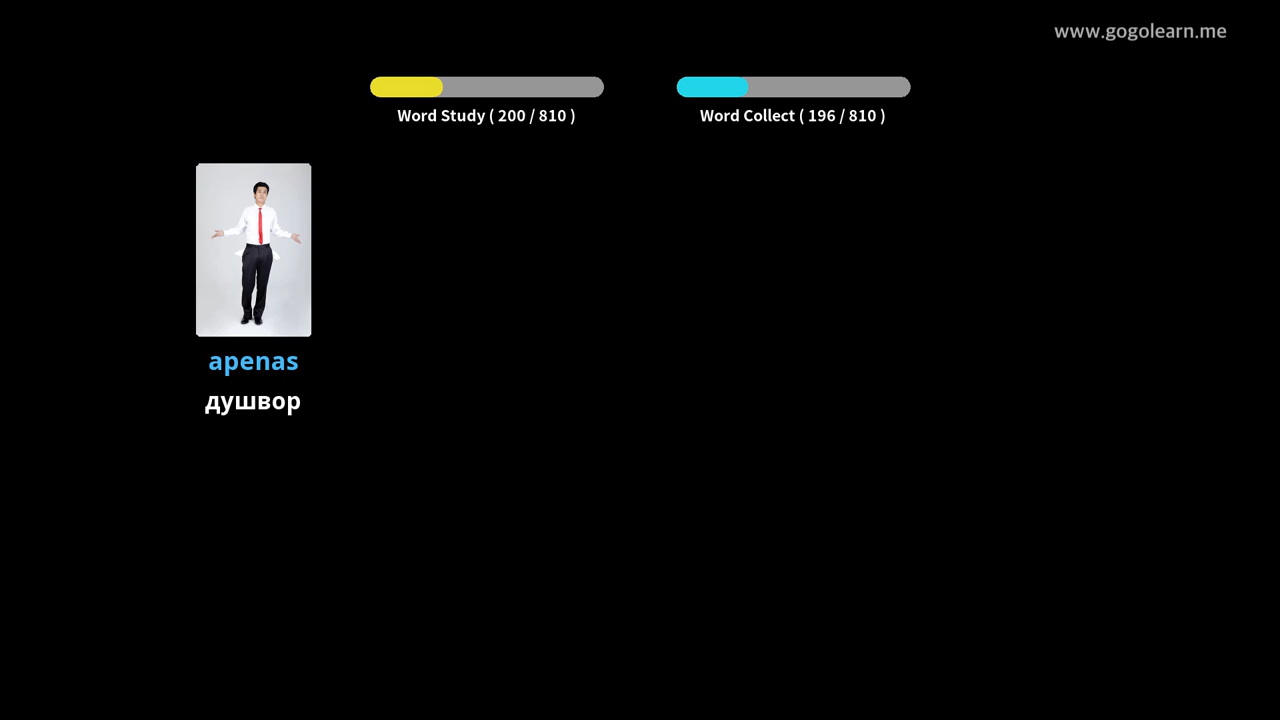 www.gogolearn.me
Word Study ( 200 / 810 )
Word Collect ( 196 / 810 )
apenas
душвор